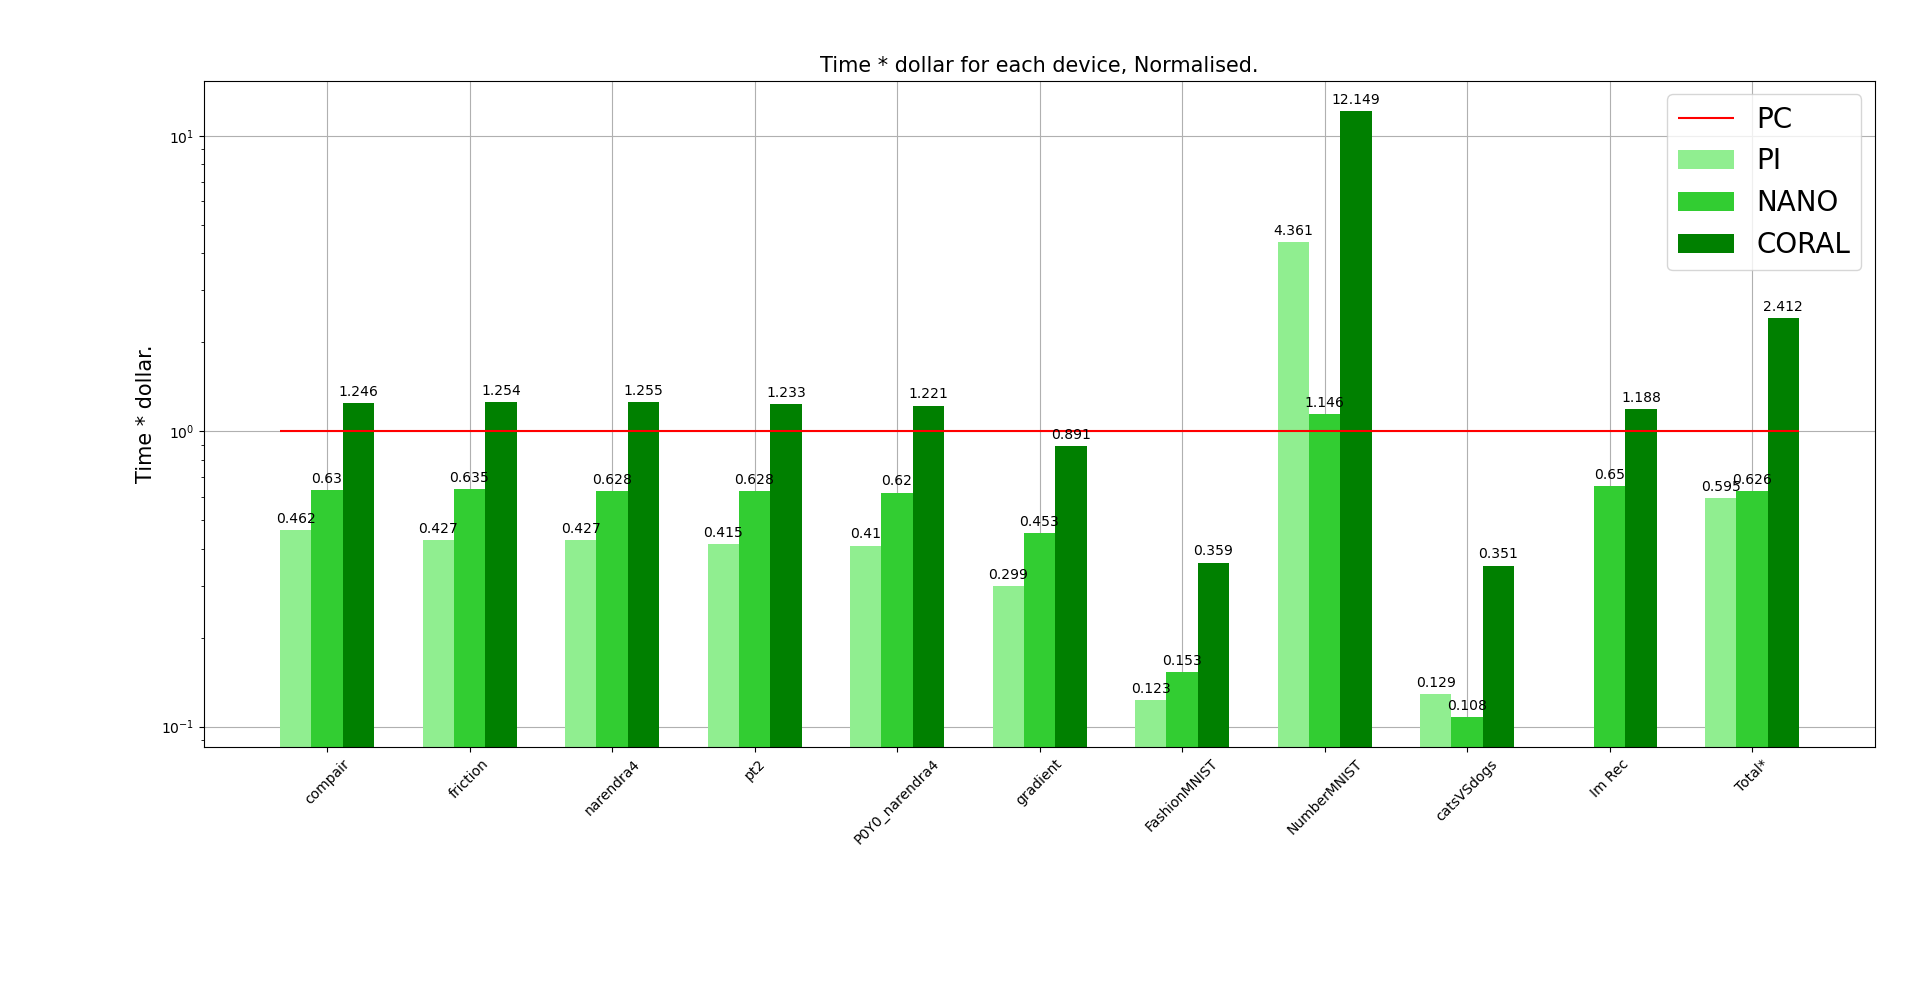 Time * dollar for each device, Normalised.
Time * dollar.
10¹
10⁰
10⁻¹
PC
PI
NANO
CORAL
0.462
0.63
1.246
0.427
0.635
1.254
0.427
0.628
1.255
0.415
0.628
1.233
0.41
0.62
1.221
0.299
0.453
0.891
0.123
0.153
0.359
4.361
1.146
12.149
0.129
0.108
0.351
0.65
1.188
0.595
0.626
2.412
compair
friction
narendra4
pt2
P0Y0_narendra4
gradient
FashionMNIST
NumberMNIST
catsVSdogs
Im Rec
Total*